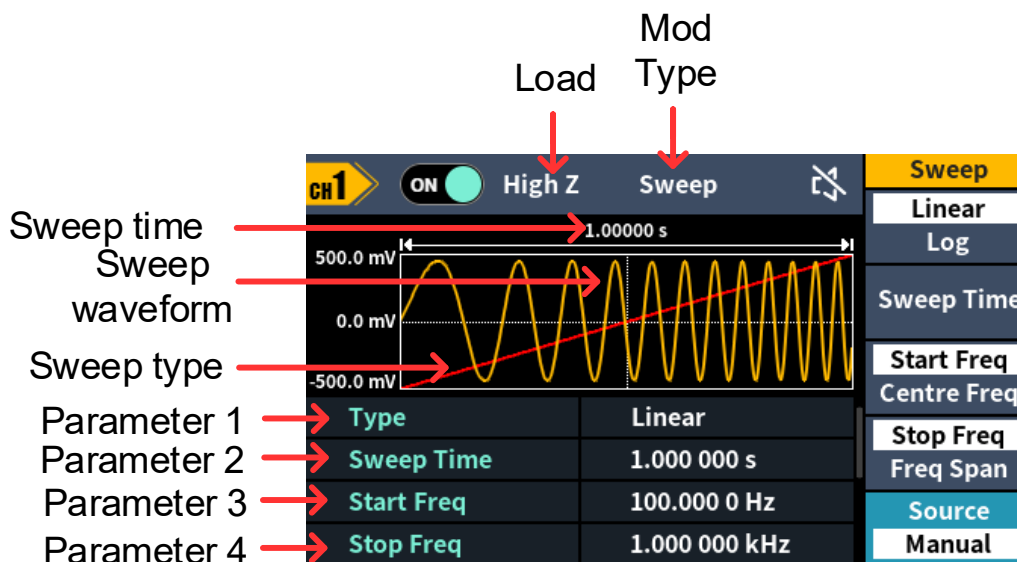 Mod
Type
Load
CH1 ON High Z Sweep
Sweep
Linear
Log
Sweep Time
Start Freq
Centre Freq
Stop Freq
Freq Span
Source
Manual
Sweep time
1.00000 s
Sweep
waveform
500.0 mV
0.0 mV
-500.0 mV
Sweep type
Parameter 1
Type Linear
Parameter 2
Sweep Time 1.000 000 s
Parameter 3
Start Freq 100.000 0 Hz
Parameter 4
Stop Freq 1.000 000 kHz